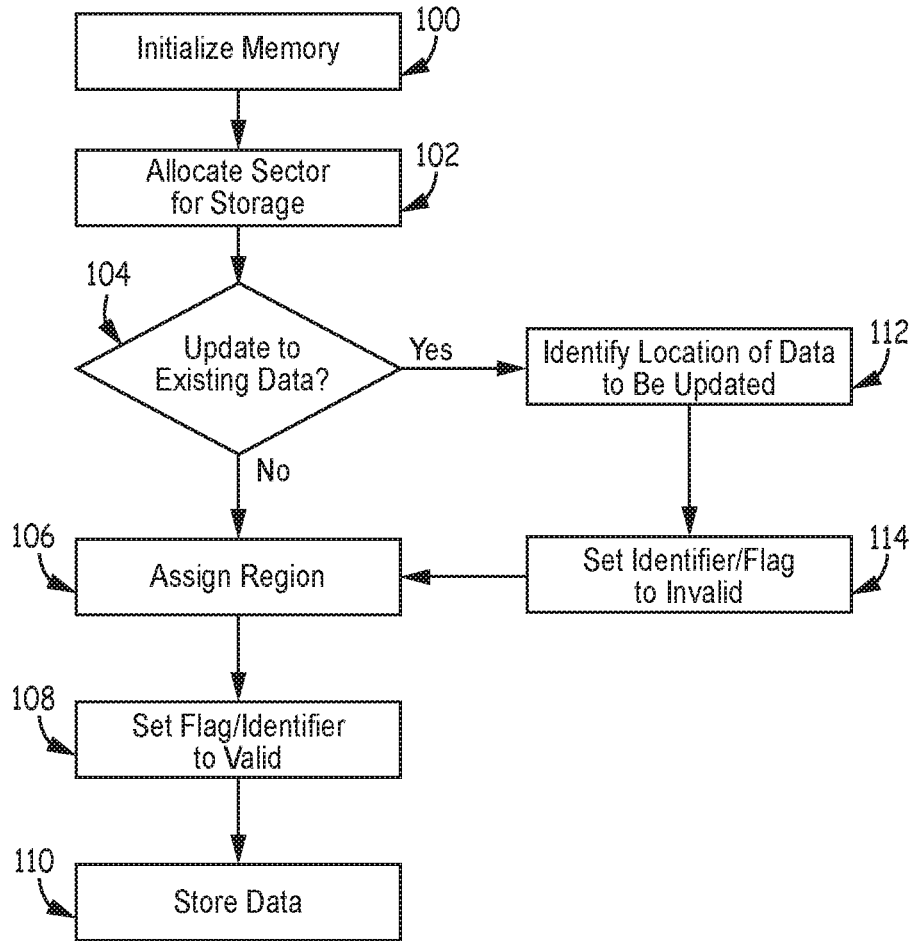 Initialize Memory
100
Allocate Sector
for Storage
102
104
Update to
Existing Data?
Yes
No
Identify Location of Data
to Be Updated
112
Set Identifier/Flag
to Invalid
114
106
Assign Region
108
Set Flag/Identifier
to Valid
110
Store Data